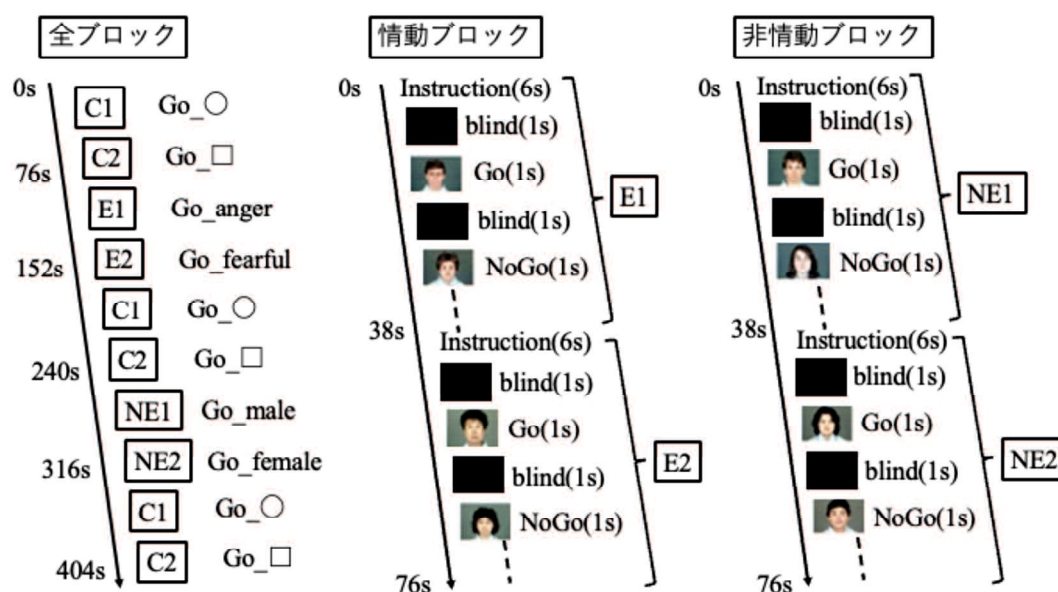 全ブロック
0s
C1 Go_○
C2 Go_□
76s
E1 Go_anger
E2 Go_fearful
152s
C1 Go_○
C2 Go_□
240s
NE1 Go_male
NE2 Go_female
316s
C1 Go_○
C2 Go_□
404s
情動ブロック
0s
Instruction(6s)
blind(1s)
Go(1s)
blind(1s)
NoGo(1s)
E1
38s
Instruction(6s)
blind(1s)
Go(1s)
blind(1s)
NoGo(1s)
E2
76s
非情動ブロック
0s
Instruction(6s)
blind(1s)
Go(1s)
blind(1s)
NoGo(1s)
NE1
38s
Instruction(6s)
blind(1s)
Go(1s)
blind(1s)
NoGo(1s)
NE2
76s